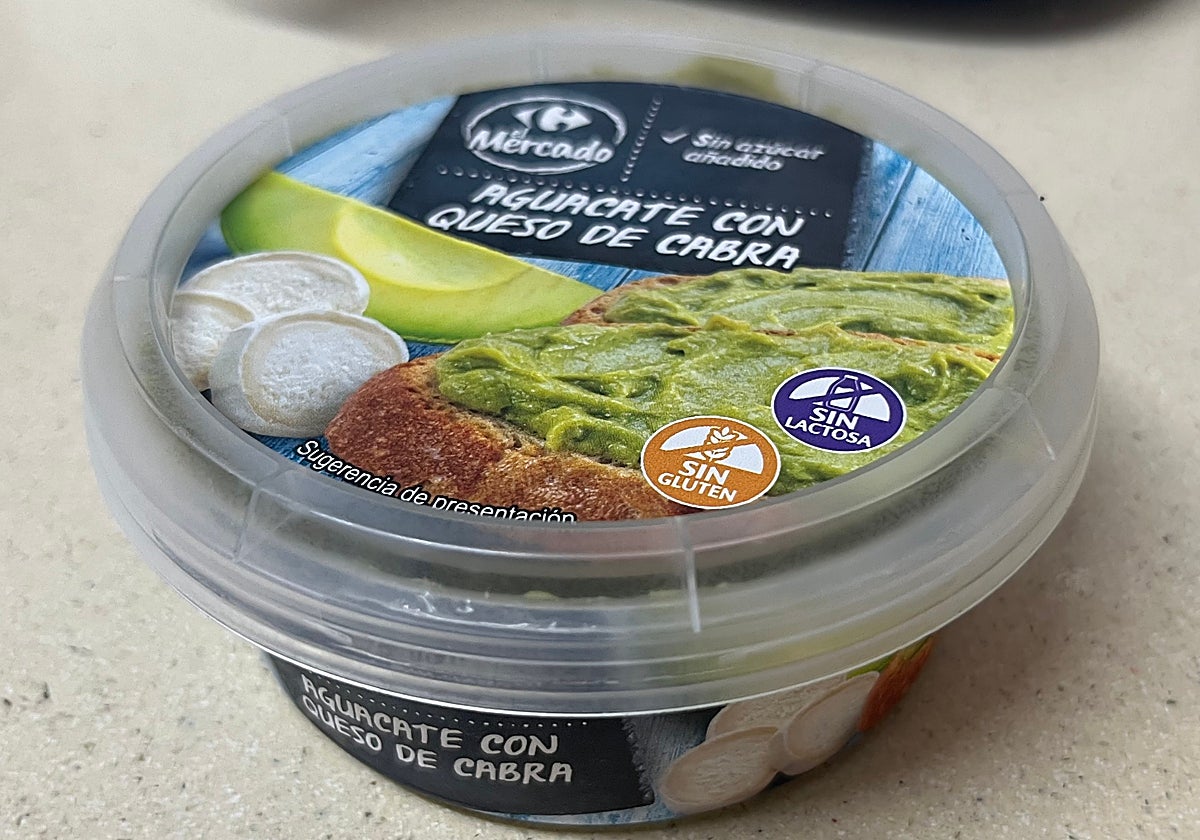 el
Mercado
✓ Sin azúcar
añadido
AGUACATE CON
QUESO DE CABRA
SIN
LACTOSA
SIN
GLUTEN
Sugerencia de presentación
AGUACATE CON
QUESO DE CABRA